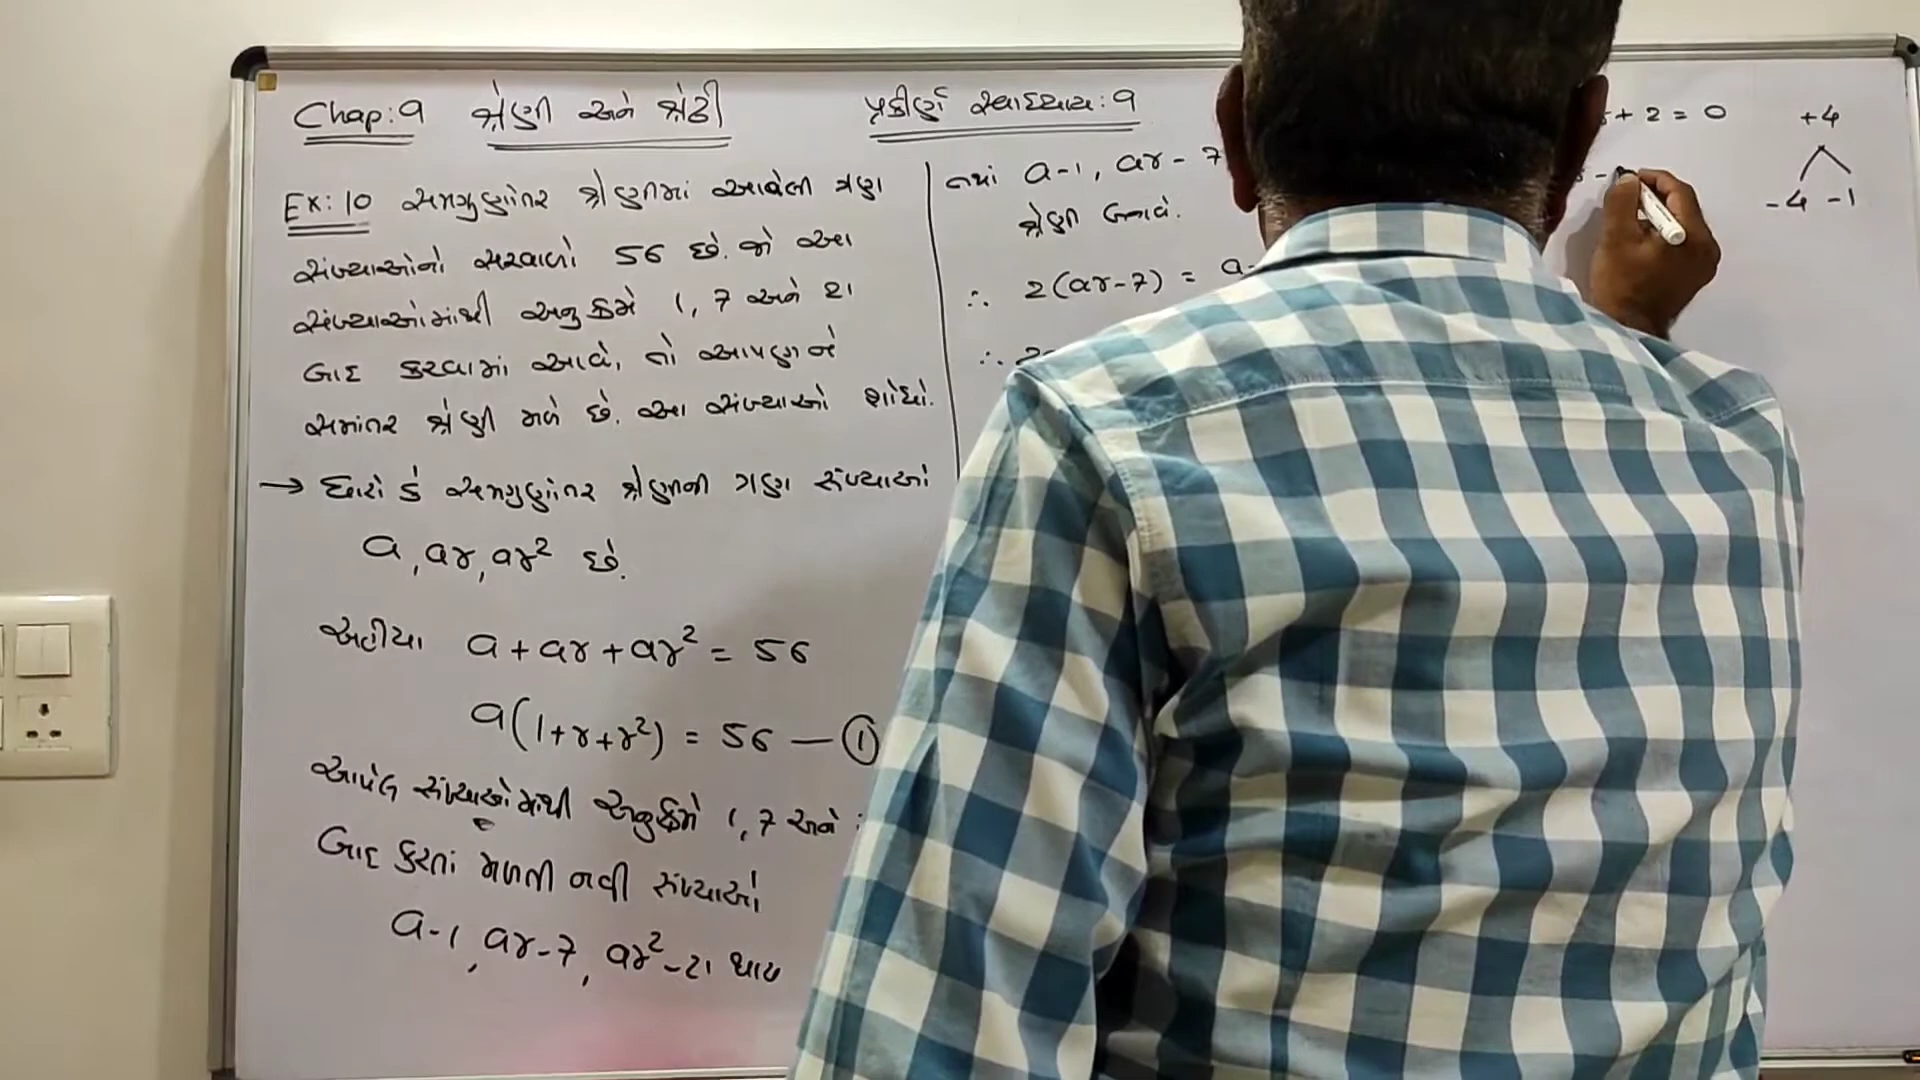 Chap: 9 શ્રેણી અને શ્રેઢી
પ્રકીર્ણ સ્વાધ્યાય: 9
Ex: 10 સમગુણોત્તર શ્રેણીમાં આવેલી ત્રણ
સંખ્યાઓનો સરવાળો 56 છે. જો આ
સંખ્યાઓમાંથી અનુક્રમે 1, 7 અને 21
બાદ કરવામાં આવે, તો આપણને
સમાંતર શ્રેણી મળે છે. આ સંખ્યાઓ શોધો.
→ ધારો કે સમગુણોત્તર શ્રેણીની ત્રણ સંખ્યાઓ
a, ar, ar² છે.
અહીંયા a + ar + ar² = 56
a(1+r+r²) = 56 — ①
આપેલ સંખ્યાઓમાંથી અનુક્રમે 1, 7 અને
બાદ કરતાં મળતી નવી સંખ્યાઓ
a-1, ar-7, ar²-21 થાય
a-1, ar-7
શ્રેણી બનાવે.
∴ 2(ar-7) = a-
∴ 2
+ 2 = 0
+4
-4 -1